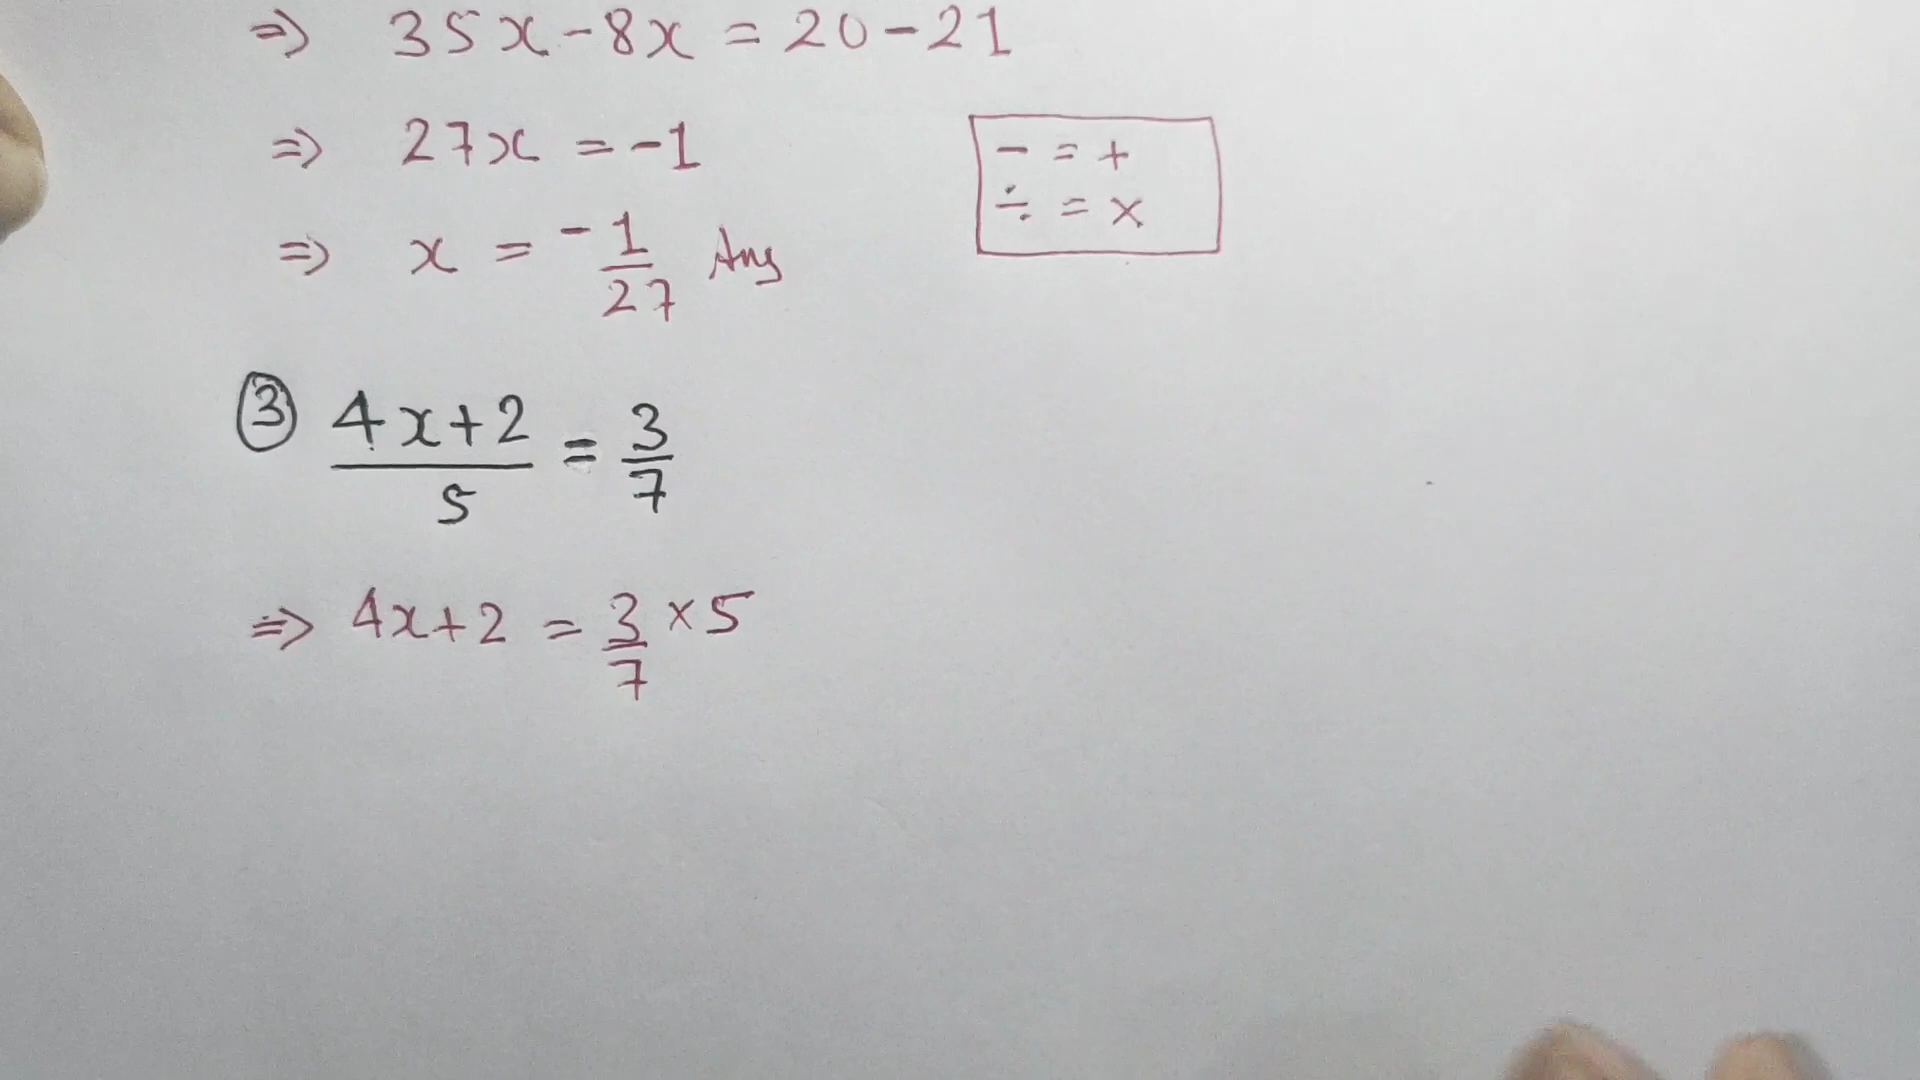 ⇒ 35x - 8x = 20 - 21
⇒ 27x = -1
- = +
÷ = ×
⇒ x = -1/27 Ans
③ (4x+2)/5 = 3/7
⇒ 4x+2 = 3/7 × 5